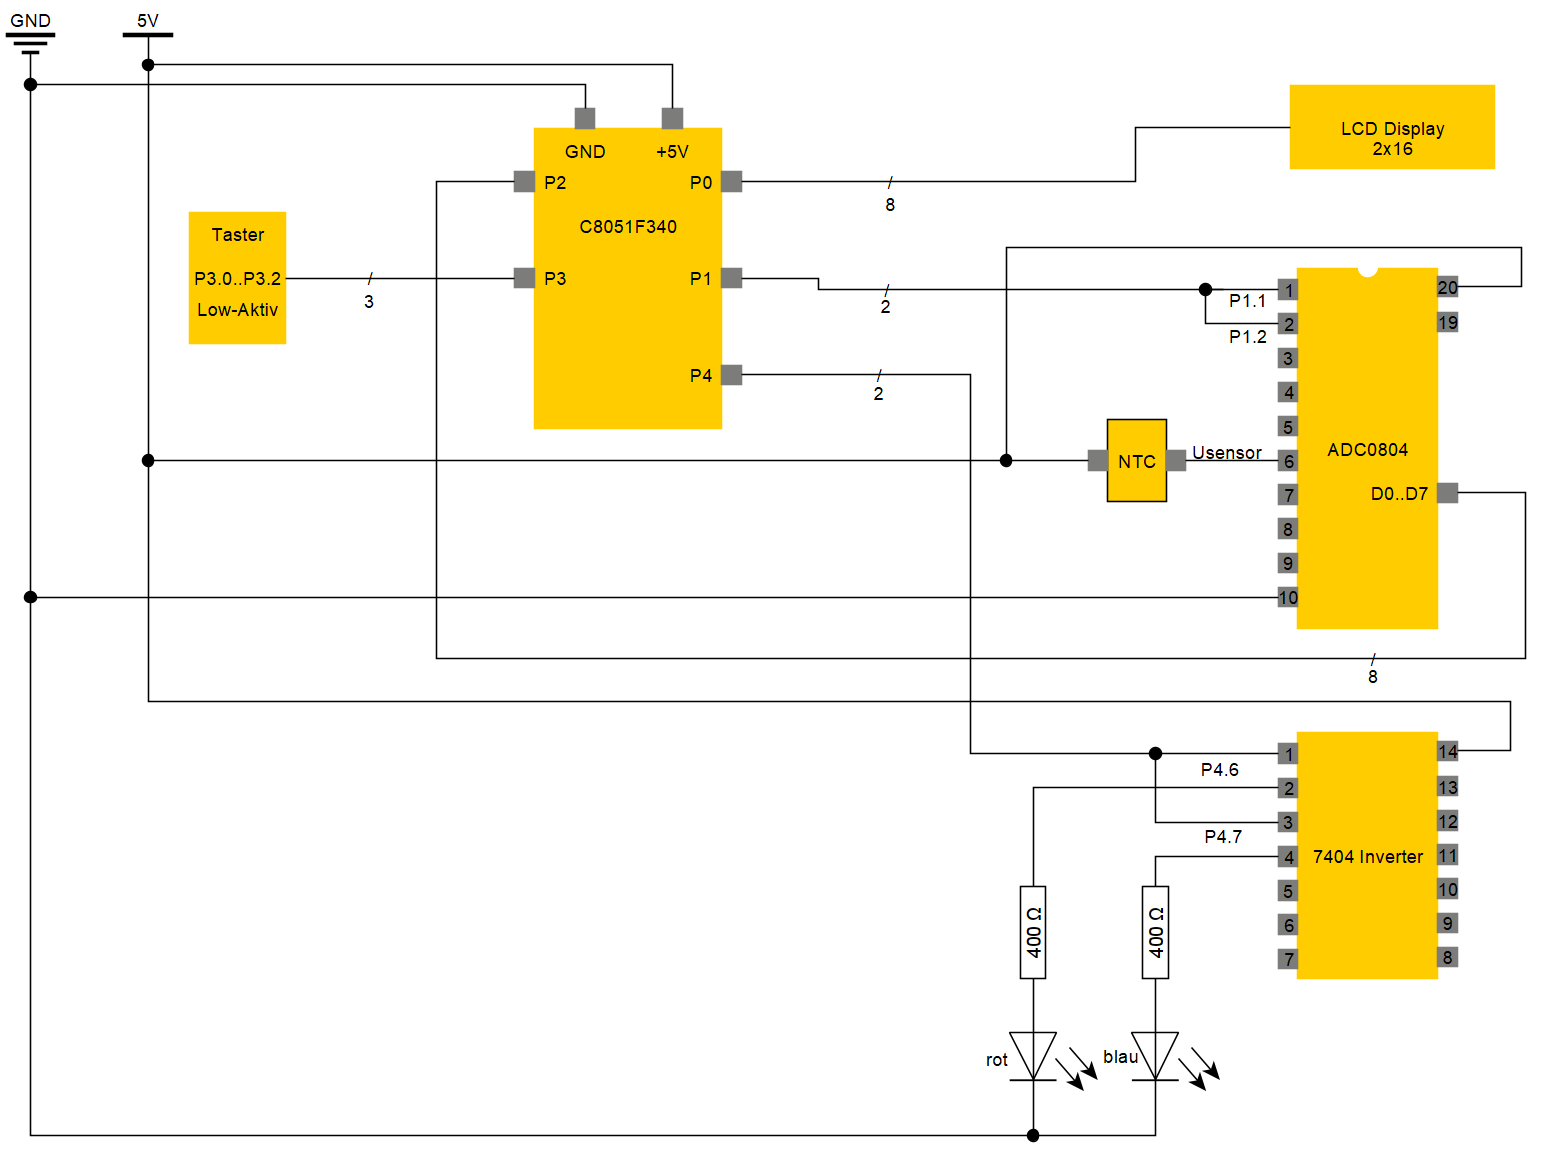 GND
5V
GND
+5V
P2
P0
8
C8051F340
LCD Display
2x16
Taster
P3.0..P3.2
Low-Aktiv
3
P3
P1
2
P1.1
P1.2
P4
2
1
2
3
4
5
6
7
8
9
10
20
19
ADC0804
D0..D7
NTC
Usensor
8
P4.6
P4.7
1
2
3
4
5
6
7
14
13
12
11
10
9
8
7404 Inverter
400 Ω
400 Ω
rot
blau